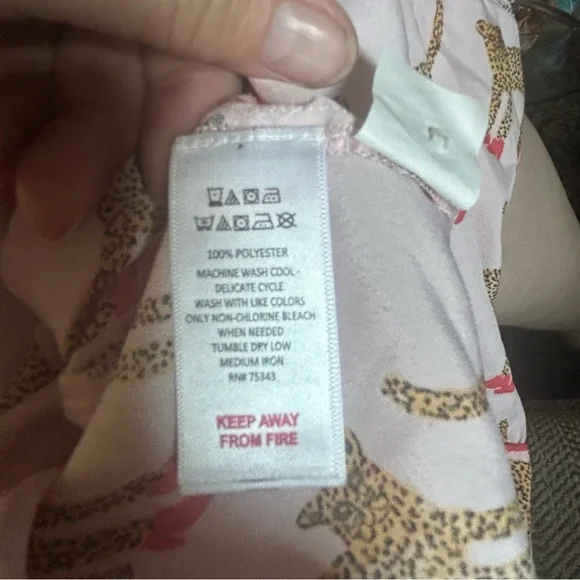 100% POLYESTER
MACHINE WASH COOL-
DELICATE CYCLE
WASH WITH LIKE COLORS
ONLY NON-CHLORINE BLEACH
WHEN NEEDED
TUMBLE DRY LOW
MEDIUM IRON
RN# 75343
KEEP AWAY
FROM FIRE